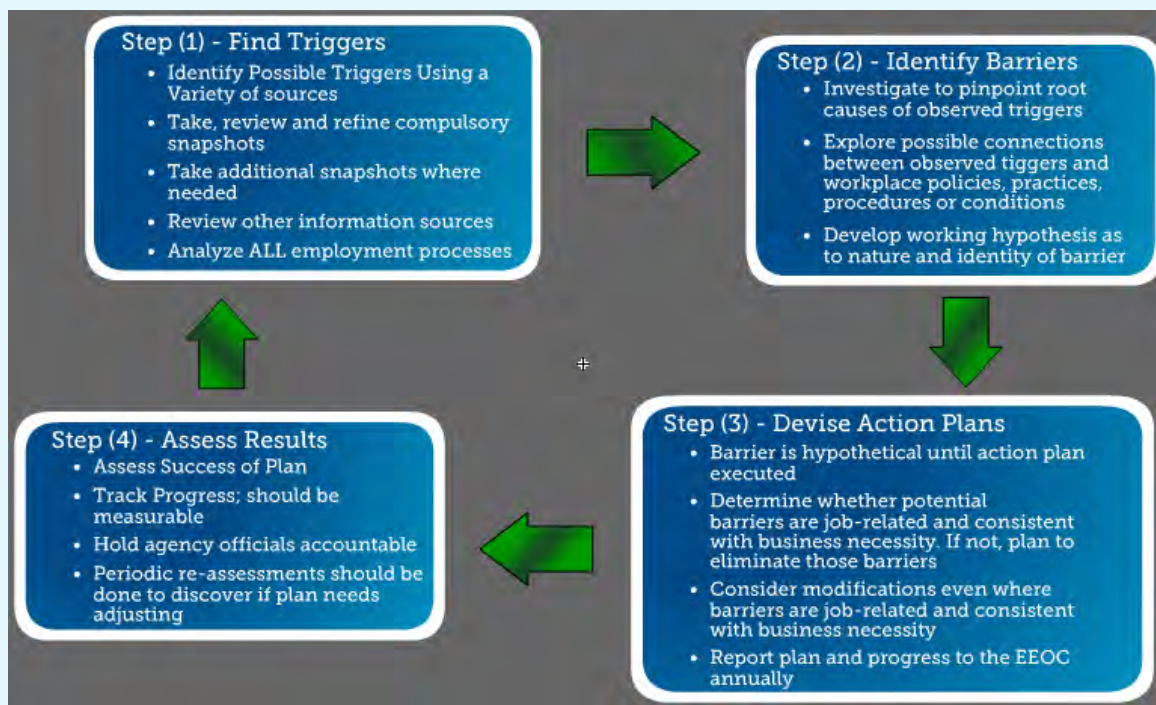 Step (1) - Find Triggers
• Identify Possible Triggers Using a
Variety of sources
• Take, review and refine compulsory
snapshots
• Take additional snapshots where
needed
• Review other information sources
• Analyze ALL employment processes
Step (2) - Identify Barriers
• Investigate to pinpoint root
causes of observed triggers
• Explore possible connections
between observed tiggers and
workplace policies, practices,
procedures or conditions
• Develop working hypothesis as
to nature and identity of barrier
Step (3) - Devise Action Plans
• Barrier is hypothetical until action plan
executed
• Determine whether potential
barriers are job-related and consistent
with business necessity. If not, plan to
eliminate those barriers
• Consider modifications even where
barriers are job-related and consistent
with business necessity
• Report plan and progress to the EEOC
annually
Step (4) - Assess Results
• Assess Success of Plan
• Track Progress; should be
measurable
• Hold agency officials accountable
• Periodic re-assessments should be
done to discover if plan needs
adjusting